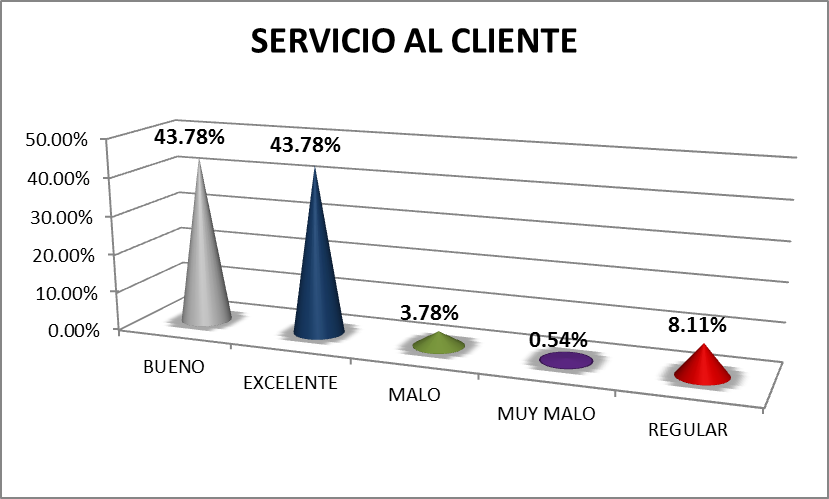 SERVICIO AL CLIENTE
50.00%
40.00%
30.00%
20.00%
10.00%
0.00%
43.78%
43.78%
3.78%
0.54%
8.11%
BUENO
EXCELENTE
MALO
MUY MALO
REGULAR